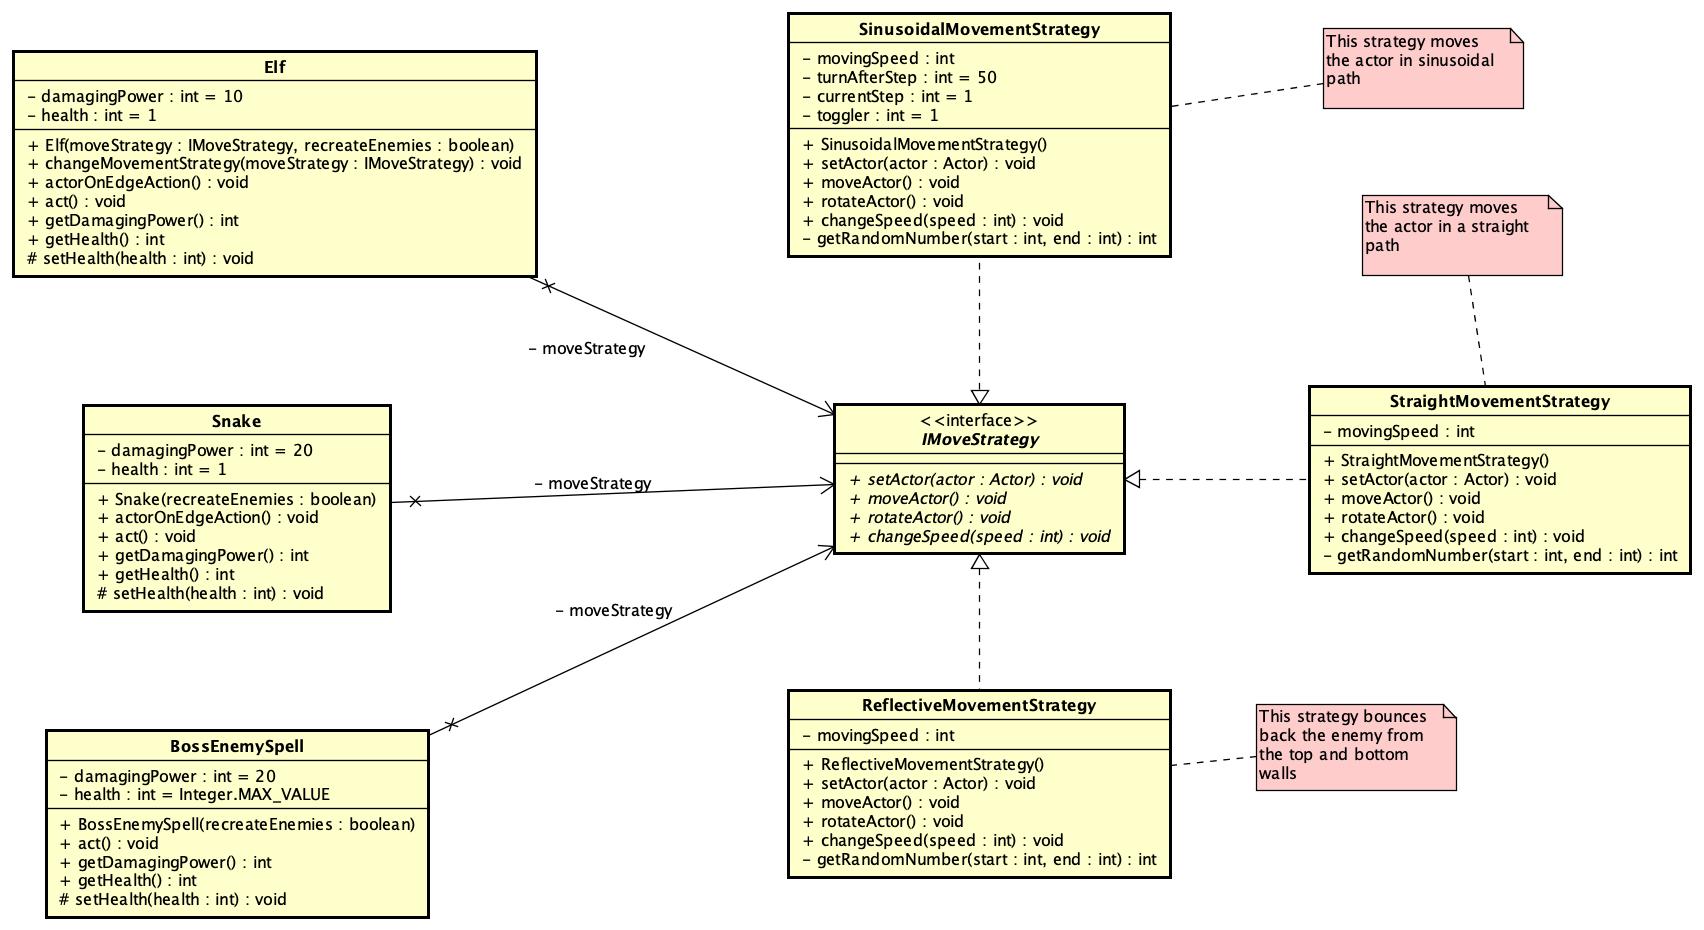 Elf
– damagingPower : int = 10
– health : int = 1
+ Elf(moveStrategy : IMoveStrategy, recreateEnemies : boolean)
+ changeMovementStrategy(moveStrategy : IMoveStrategy) : void
+ actorOnEdgeAction() : void
+ act() : void
+ getDamagingPower() : int
+ getHealth() : int
# setHealth(health : int) : void
SinusoidalMovementStrategy
– movingSpeed : int
– turnAfterStep : int = 50
– currentStep : int = 1
– toggler : int = 1
+ SinusoidalMovementStrategy()
+ setActor(actor : Actor) : void
+ moveActor() : void
+ rotateActor() : void
+ changeSpeed(speed : int) : void
– getRandomNumber(start : int, end : int) : int
This strategy moves
the actor in sinusoidal
path
This strategy moves
the actor in a straight
path
– moveStrategy
Snake
– damagingPower : int = 20
– health : int = 1
+ Snake(recreateEnemies : boolean)
+ actorOnEdgeAction() : void
+ act() : void
+ getDamagingPower() : int
+ getHealth() : int
# setHealth(health : int) : void
– moveStrategy
<<interface>>
IMoveStrategy
+ setActor(actor : Actor) : void
+ moveActor() : void
+ rotateActor() : void
+ changeSpeed(speed : int) : void
StraightMovementStrategy
– movingSpeed : int
+ StraightMovementStrategy()
+ setActor(actor : Actor) : void
+ moveActor() : void
+ rotateActor() : void
+ changeSpeed(speed : int) : void
– getRandomNumber(start : int, end : int) : int
– moveStrategy
BossEnemySpell
– damagingPower : int = 20
– health : int = Integer.MAX_VALUE
+ BossEnemySpell(recreateEnemies : boolean)
+ act() : void
+ getDamagingPower() : int
+ getHealth() : int
# setHealth(health : int) : void
ReflectiveMovementStrategy
– movingSpeed : int
+ ReflectiveMovementStrategy()
+ setActor(actor : Actor) : void
+ moveActor() : void
+ rotateActor() : void
+ changeSpeed(speed : int) : void
– getRandomNumber(start : int, end : int) : int
This strategy bounces
back the enemy from
the top and bottom
walls